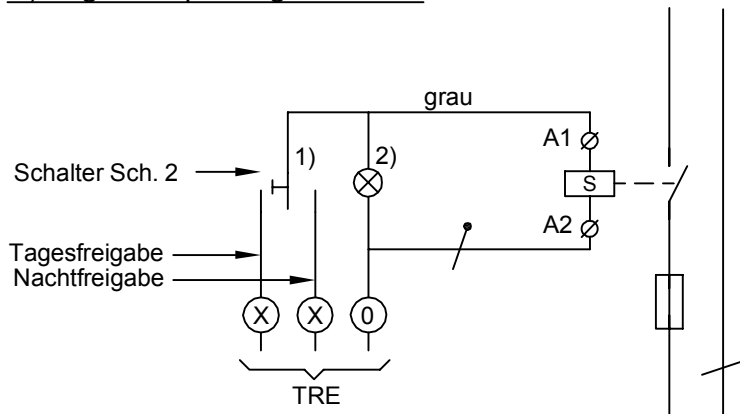 grau
A1
1)
2)
Schalter Sch. 2
S
A2
Tagesfreigabe
Nachtfreigabe
X
X
0
TRE